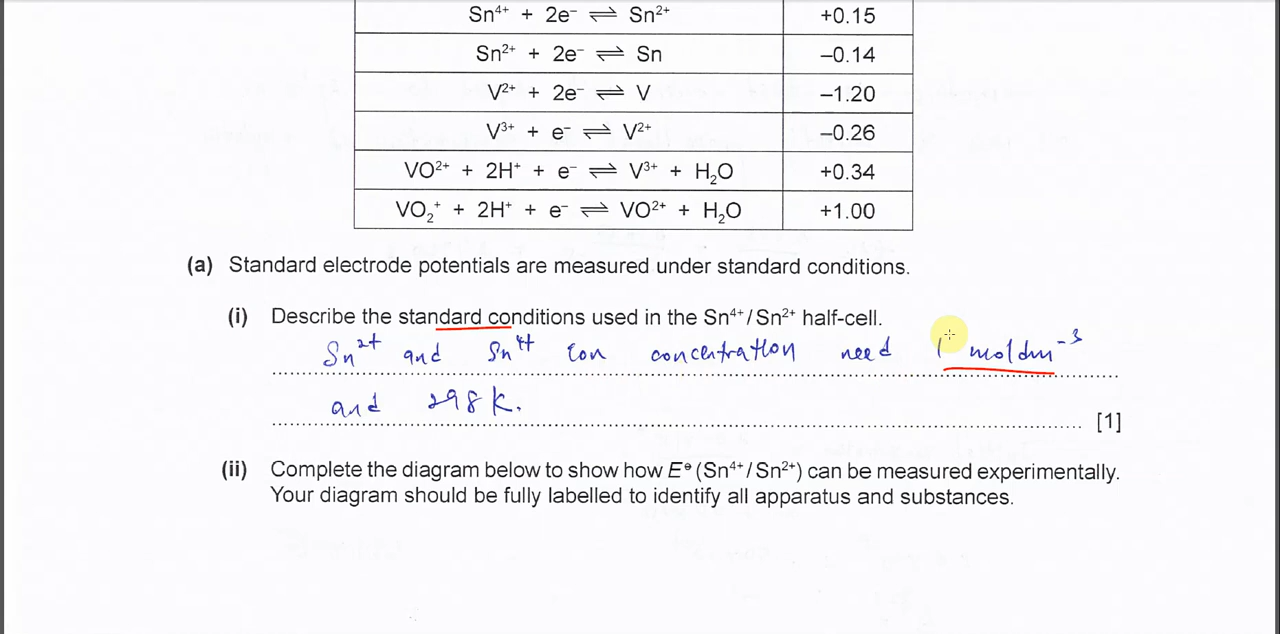 Sn⁴⁺ + 2e⁻ ⇌ Sn²⁺ +0.15
Sn²⁺ + 2e⁻ ⇌ Sn –0.14
V²⁺ + 2e⁻ ⇌ V –1.20
V³⁺ + e⁻ ⇌ V²⁺ –0.26
VO²⁺ + 2H⁺ + e⁻ ⇌ V³⁺ + H₂O +0.34
VO₂⁺ + 2H⁺ + e⁻ ⇌ VO²⁺ + H₂O +1.00
(a) Standard electrode potentials are measured under standard conditions.
(i) Describe the standard conditions used in the Sn⁴⁺/Sn²⁺ half-cell.
Sn²⁺ and Sn⁴⁺ ion concentration need 1 moldm⁻³
and 298 K.
[1]
(ii) Complete the diagram below to show how E⦵(Sn⁴⁺/Sn²⁺) can be measured experimentally.
Your diagram should be fully labelled to identify all apparatus and substances.